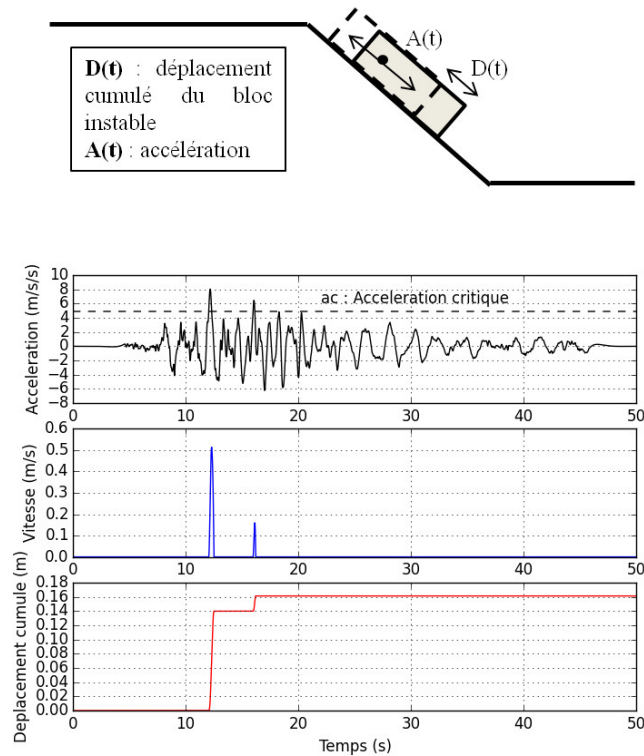 A(t)
D(t)
D(t) : déplacement
cumulé du bloc
instable
A(t) : accélération
ac : Acceleration critique
Acceleration (m/s/s)
10
8
6
4
2
0
−2
−4
−6
−8
0 10 20 30 40 50
Vitesse (m/s)
0.6
0.5
0.4
0.3
0.2
0.1
0.0
0 10 20 30 40 50
Deplacement cumule (m)
0.18
0.16
0.14
0.12
0.10
0.08
0.06
0.04
0.02
0.00
0 10 20 30 40 50
Temps (s)